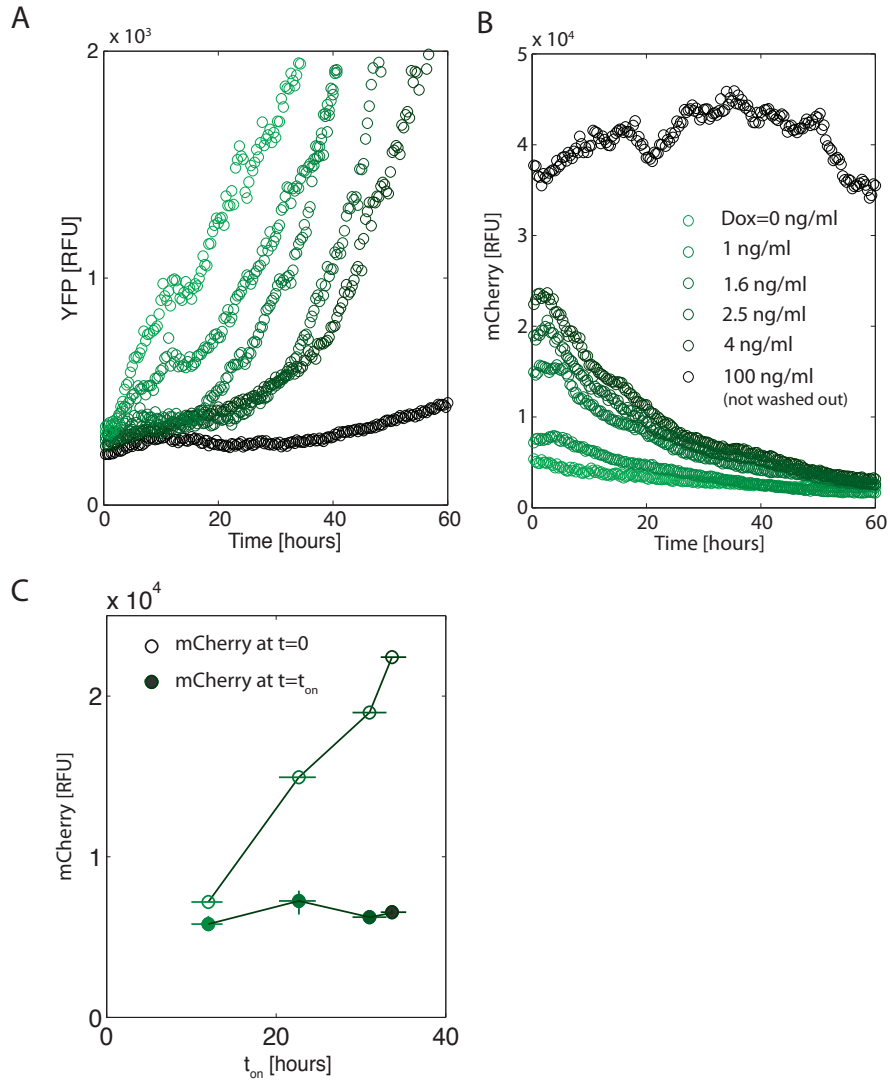 A
x 10³
2
1
0
YFP [RFU]
0
20
40
60
Time [hours]
B
x 10⁴
5
4
3
2
1
0
mCherry [RFU]
Dox=0 ng/ml
1 ng/ml
1.6 ng/ml
2.5 ng/ml
4 ng/ml
100 ng/ml
(not washed out)
0
20
40
60
Time [hours]
C
x 10⁴
2
1
0
mCherry [RFU]
mCherry at t=0
mCherry at t=t_on
0
20
40
t_on [hours]